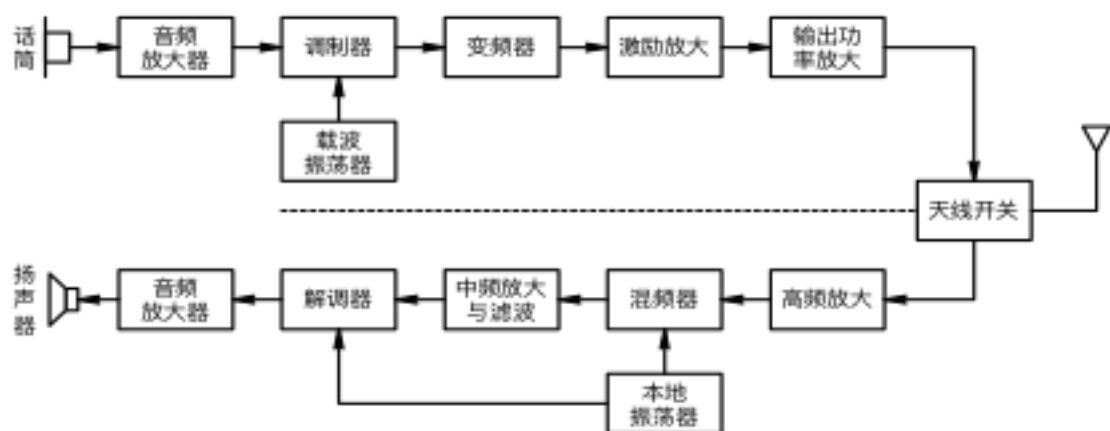 话筒
音频
放大器
调制器
变频器
激励放大
输出功
率放大
载波
振荡器
天线开关
扬声器
音频
放大器
解调器
中频放大
与滤波
混频器
高频放大
本地
振荡器